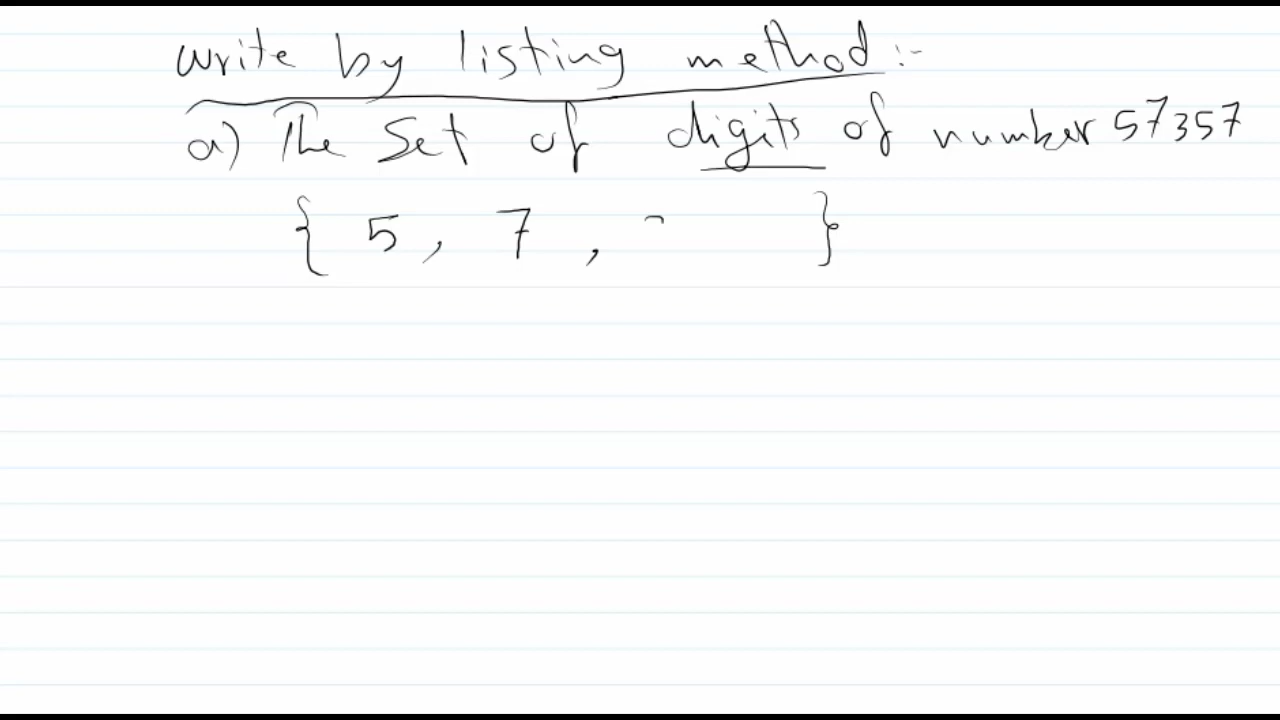 write by listing method :-
a) The Set of digits of number 57357
{ 5 , 7 , }